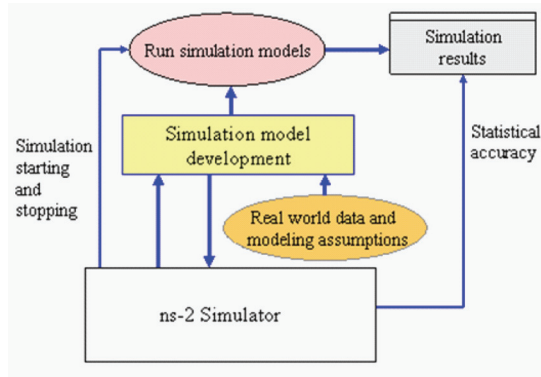 Run simulation models
Simulation
results
Simulation model
development
Simulation
starting
and
stopping
Statistical
accuracy
Real world data and
modeling assumptions
ns-2 Simulator